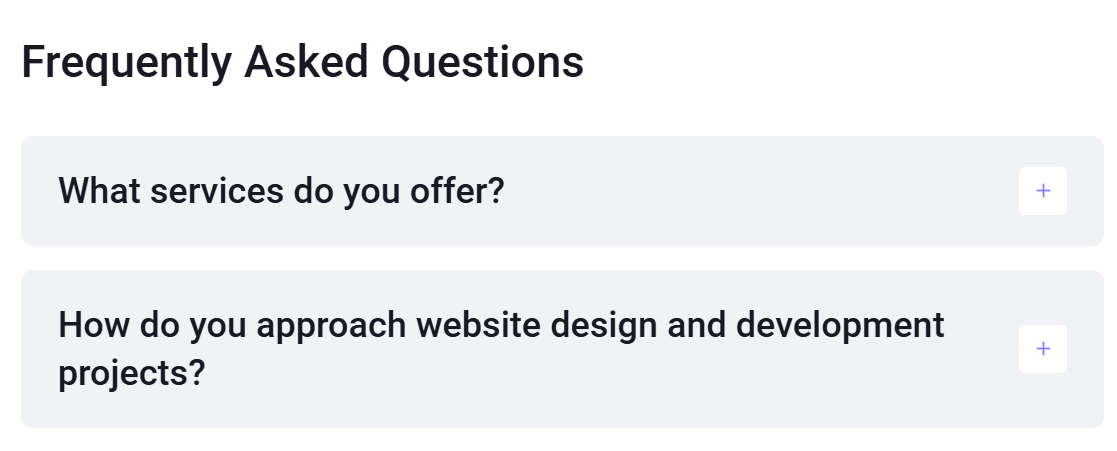 Frequently Asked Questions
What services do you offer?
+
How do you approach website design and development
projects?
+